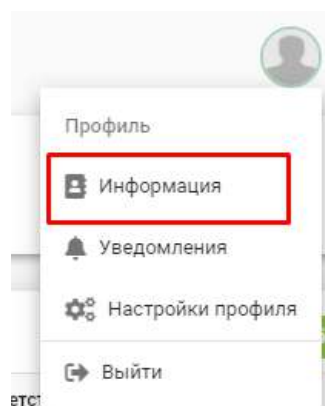 Профиль
Информация
Уведомления
Настройки профиля
Выйти